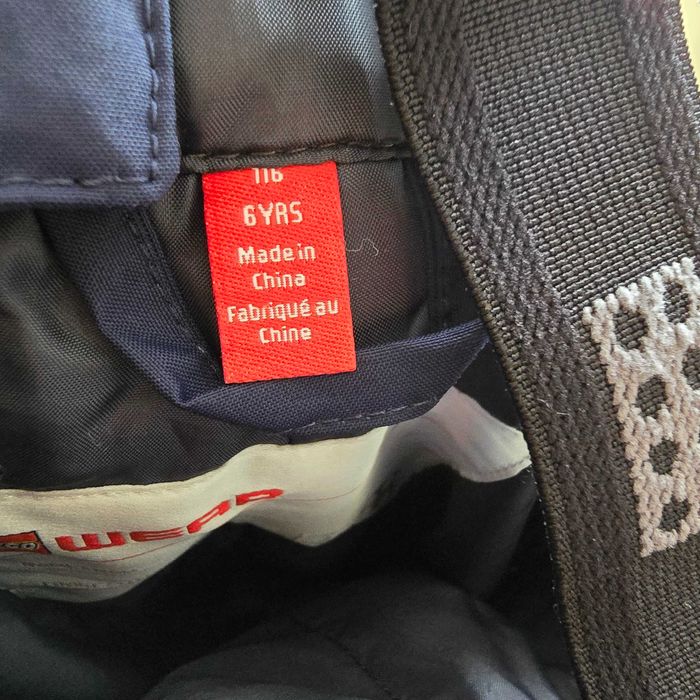 116
6YRS
Made in
China
Fabriqué au
Chine
WEAR